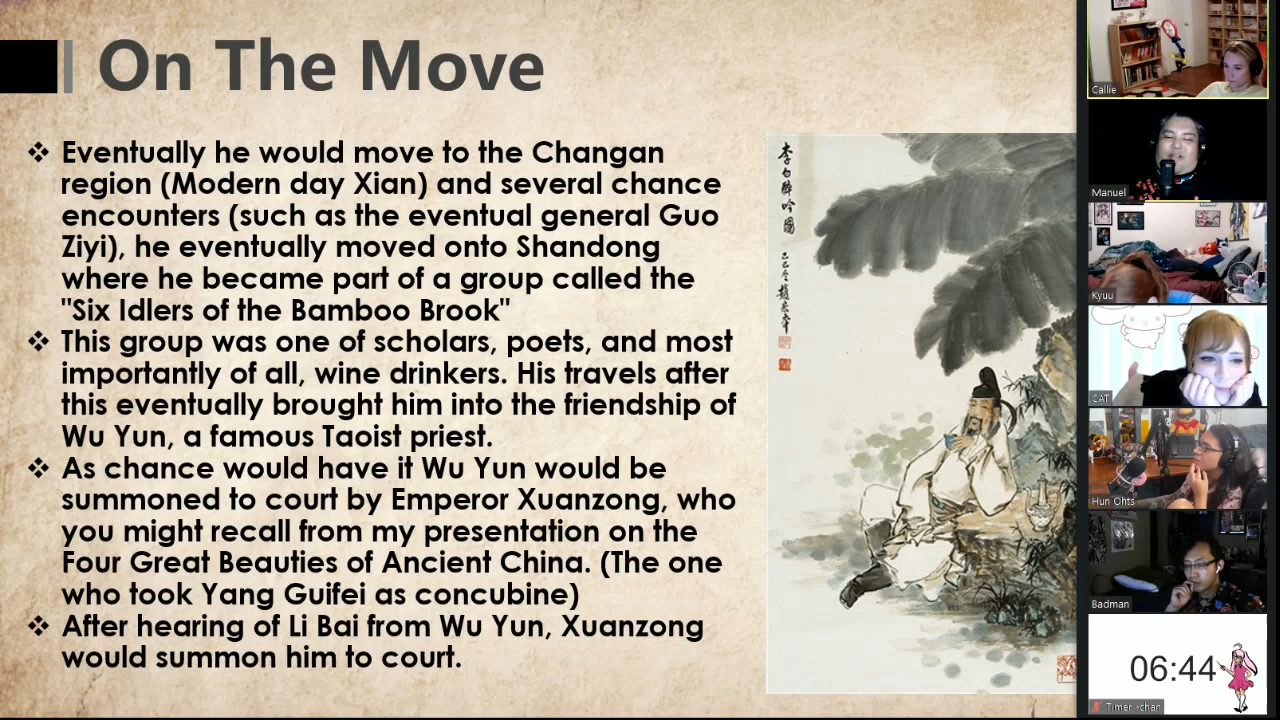 On The Move
❖ Eventually he would move to the Changan
region (Modern day Xian) and several chance
encounters (such as the eventual general Guo
Ziyi), he eventually moved onto Shandong
where he became part of a group called the
"Six Idlers of the Bamboo Brook"
❖ This group was one of scholars, poets, and most
importantly of all, wine drinkers. His travels after
this eventually brought him into the friendship of
Wu Yun, a famous Taoist priest.
❖ As chance would have it Wu Yun would be
summoned to court by Emperor Xuanzong, who
you might recall from my presentation on the
Four Great Beauties of Ancient China. (The one
who took Yang Guifei as concubine)
❖ After hearing of Li Bai from Wu Yun, Xuanzong
would summon him to court.
李白醉吟圖
Callie
Manuel
Kyuu
CAT
Hun Ohts
Badman
06:44
Timer -chan